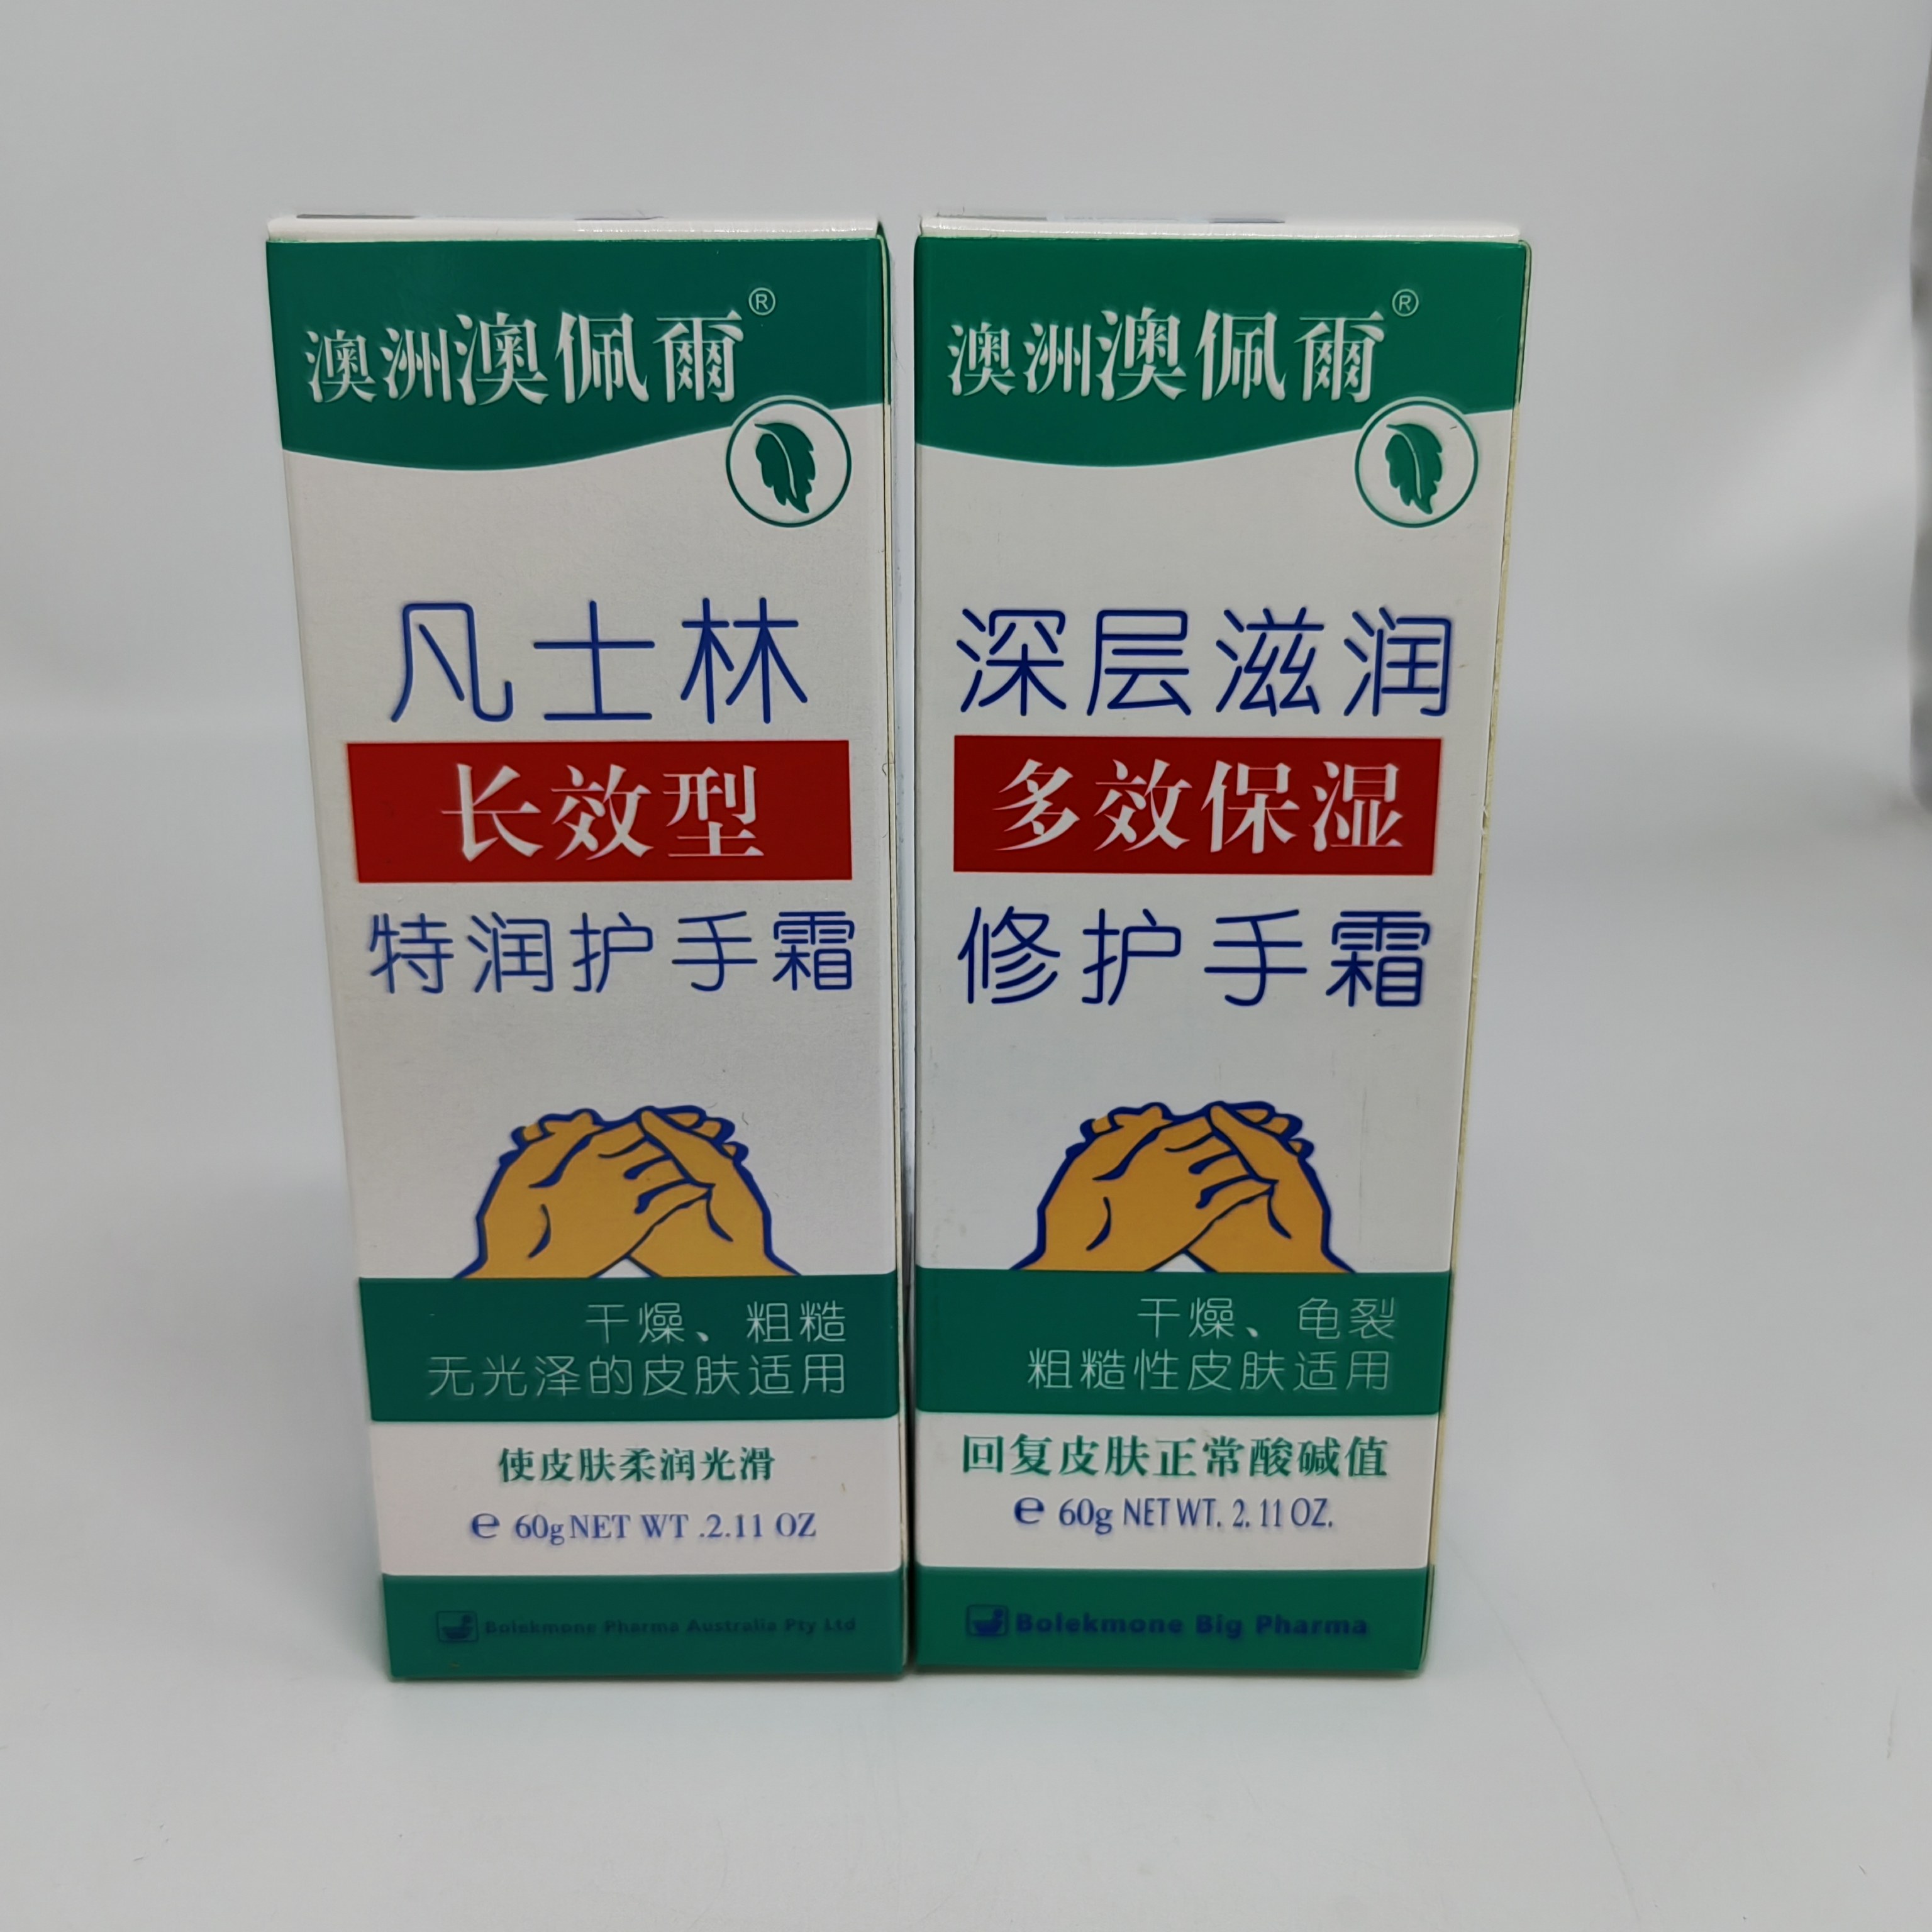 澳洲澳佩爾®
凡士林
长效型
特润护手霜
干燥、粗糙
无光泽的皮肤适用
使皮肤柔润光滑
e 60gNET WT .2.11 OZ
Bolekmone Pharma Australia Pty Ltd
澳洲澳佩爾®
深层滋润
多效保湿
修护手霜
干燥、龟裂
粗糙性皮肤适用
回复皮肤正常酸碱值
e 60g NET WT. 2. 11 OZ.
Bolekmone Big Pharma